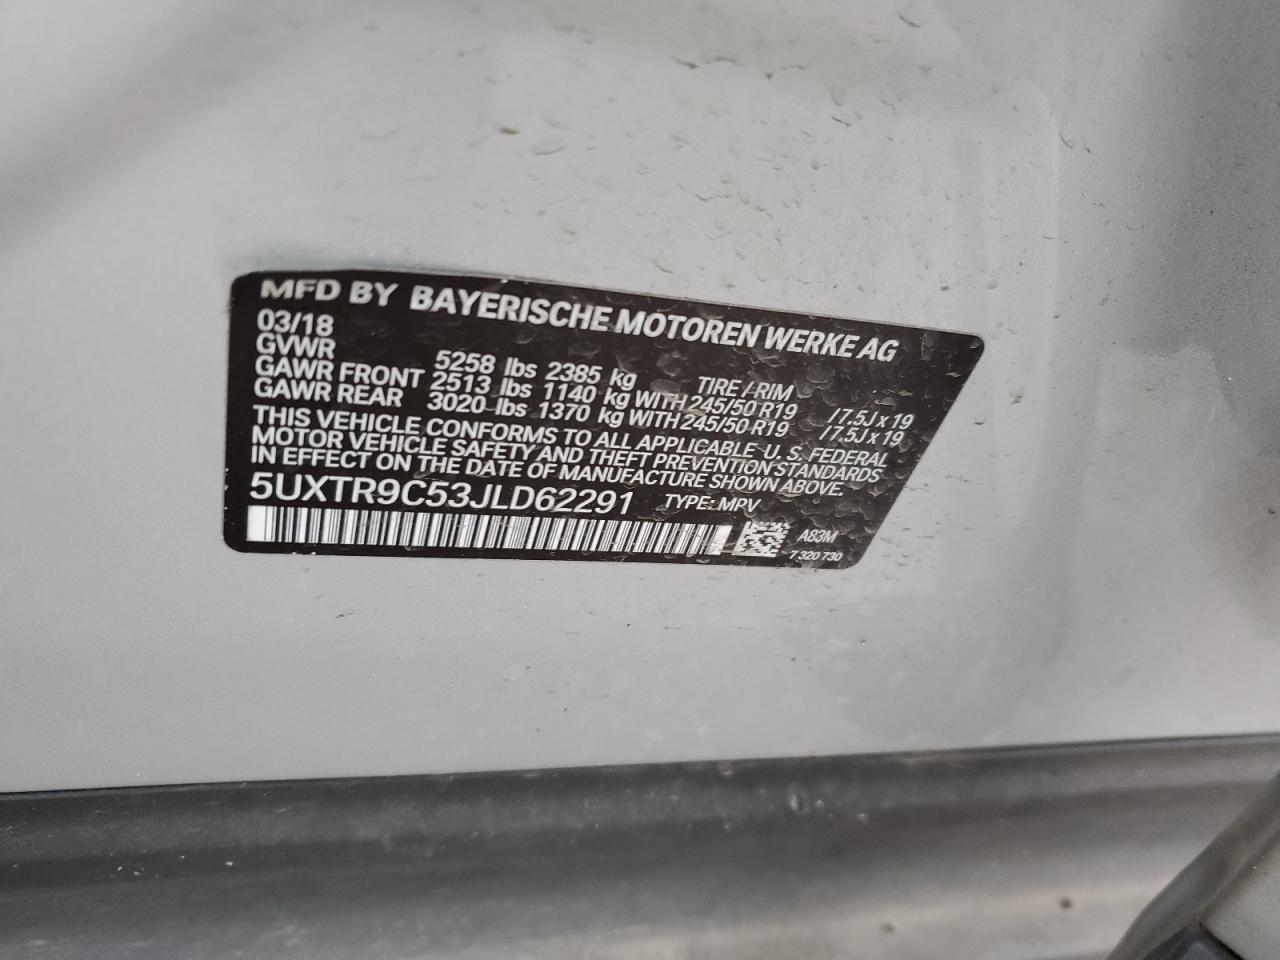 MFD BY BAYERISCHE MOTOREN WERKE AG
03/18
GVWR 5258 lbs 2385 kg TIRE / RIM
GAWR FRONT 2513 lbs 1140 kg WITH 245/50 R19 /7.5J x 19
GAWR REAR 3020 lbs 1370 kg WITH 245/50 R19 /7.5J x 19
THIS VEHICLE CONFORMS TO ALL APPLICABLE U. S. FEDERAL
MOTOR VEHICLE SAFETY AND THEFT PREVENTION STANDARDS
IN EFFECT ON THE DATE OF MANUFACTURE SHOWN ABOVE.
5UXTR9C53JLD62291 TYPE: MPV
A83M
7 320 730